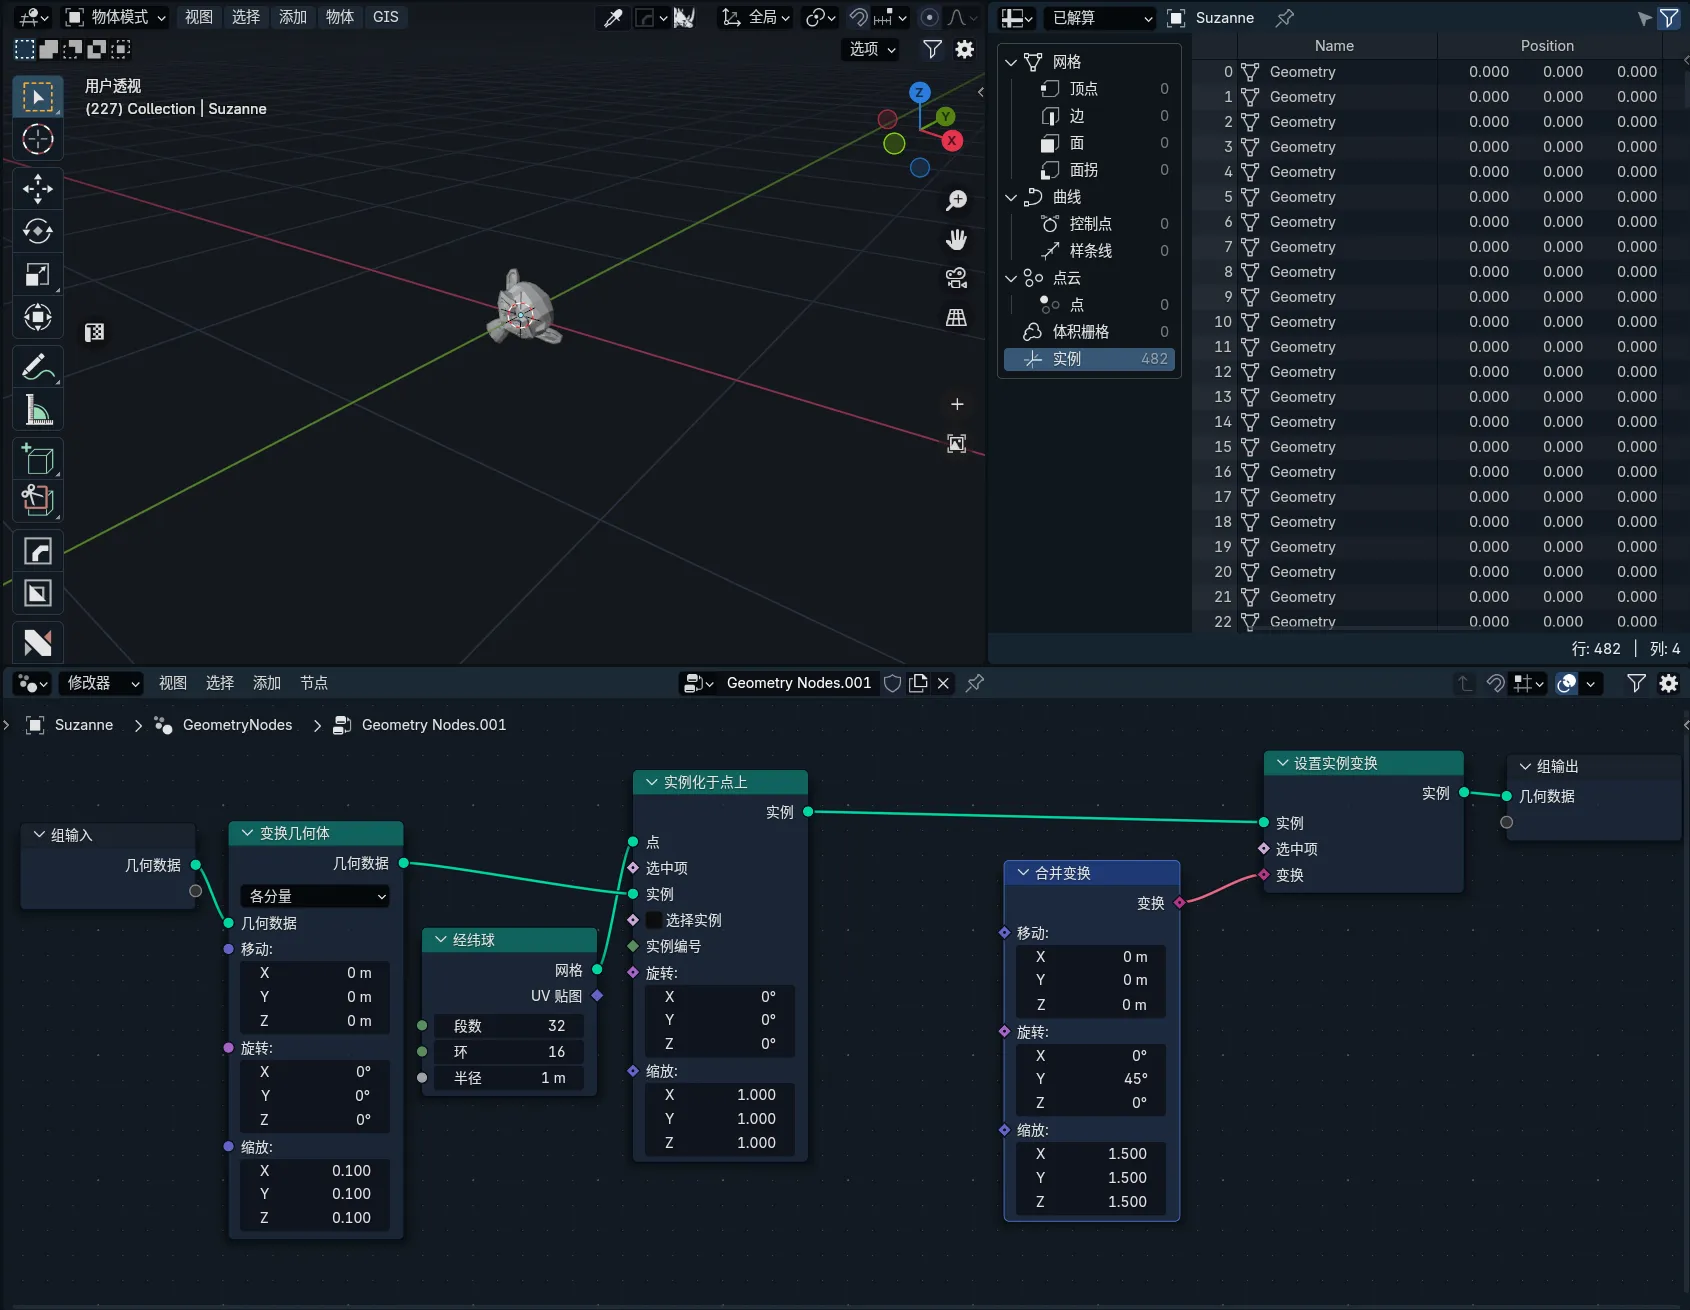 物体模式 视图 选择 添加 物体 GIS 全局
选项
用户透视
(227) Collection | Suzanne
Z
Y
X
已解算 Suzanne
网格
顶点 0
边 0
面 0
面拐 0
曲线
控制点 0
样条线 0
点云
点 0
体积栅格 0
实例 482
Name Position
0 Geometry 0.000 0.000 0.000
1 Geometry 0.000 0.000 0.000
2 Geometry 0.000 0.000 0.000
3 Geometry 0.000 0.000 0.000
4 Geometry 0.000 0.000 0.000
5 Geometry 0.000 0.000 0.000
6 Geometry 0.000 0.000 0.000
7 Geometry 0.000 0.000 0.000
8 Geometry 0.000 0.000 0.000
9 Geometry 0.000 0.000 0.000
10 Geometry 0.000 0.000 0.000
11 Geometry 0.000 0.000 0.000
12 Geometry 0.000 0.000 0.000
13 Geometry 0.000 0.000 0.000
14 Geometry 0.000 0.000 0.000
15 Geometry 0.000 0.000 0.000
16 Geometry 0.000 0.000 0.000
17 Geometry 0.000 0.000 0.000
18 Geometry 0.000 0.000 0.000
19 Geometry 0.000 0.000 0.000
20 Geometry 0.000 0.000 0.000
21 Geometry 0.000 0.000 0.000
22 Geometry 0.000 0.000 0.000
行: 482 | 列: 4
修改器 视图 选择 添加 节点 Geometry Nodes.001
Suzanne GeometryNodes Geometry Nodes.001
组输入
几何数据
变换几何体
几何数据
各分量
几何数据
移动:
X 0 m
Y 0 m
Z 0 m
旋转:
X 0°
Y 0°
Z 0°
缩放:
X 0.100
Y 0.100
Z 0.100
经纬球
网格
UV 贴图
段数 32
环 16
半径 1 m
实例化于点上
实例
点
选中项
实例
选择实例
实例编号
旋转:
X 0°
Y 0°
Z 0°
缩放:
X 1.000
Y 1.000
Z 1.000
合并变换
变换
移动:
X 0 m
Y 0 m
Z 0 m
旋转:
X 0°
Y 45°
Z 0°
缩放:
X 1.500
Y 1.500
Z 1.500
设置实例变换
实例
实例
选中项
变换
组输出
几何数据